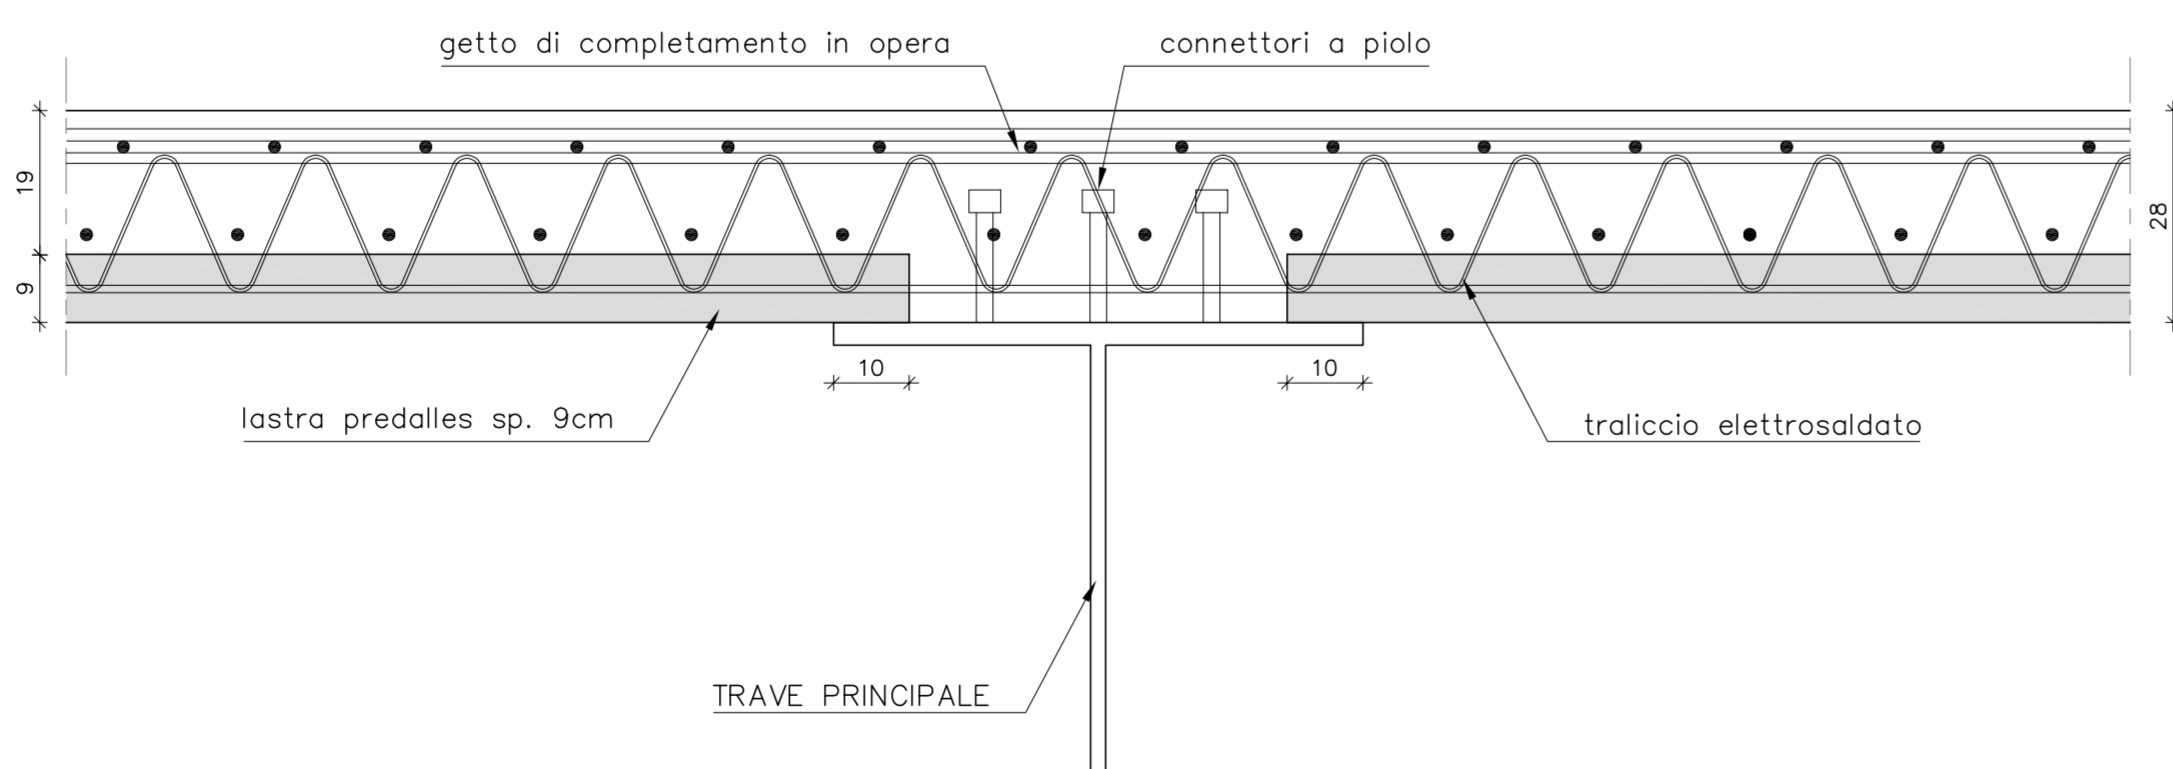 getto di completamento in opera
connettori a piolo
19
28
9
10
10
lastra predalles sp. 9cm
traliccio elettrosaldato
TRAVE PRINCIPALE